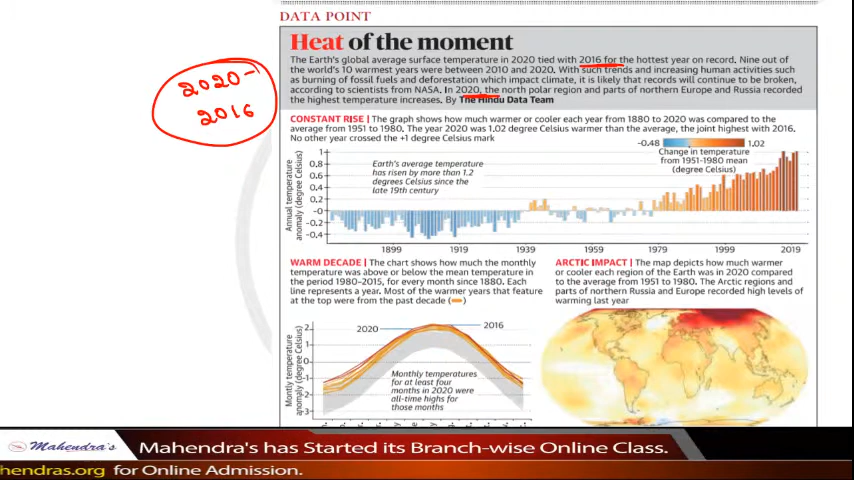 DATA POINT
Heat of the moment
The Earth's global average surface temperature in 2020 tied with 2016 for the hottest year on record. Nine out
of the world's 10 warmest years were between 2010 and 2020. With such trends and increasing human activities such
as burning of fossil fuels and deforestation which impact climate, it is likely that records will continue to be broken,
according to scientists from NASA. In 2020, the north polar region and parts of northern Europe and Russia recorded
the highest temperature increases. By The Hindu Data Team
2020-
2016
CONSTANT RISE | The graph shows how much warmer or cooler each year from 1880 to 2020 was compared to the
average from 1951 to 1980. The year 2020 was 1.02 degree Celsius warmer than the average, the joint highest with 2016.
No other year crossed the +1 degree Celsius mark
-0.48 1.02
Change in temperature
from 1951-1980 mean
(degree Celsius)
Annual temperature
anomaly (degree Celsius)
1
0.8
0.6
0.4
0.2
-0
-0.2
-0.4
Earth's average temperature
has risen by more than 1.2
degrees Celsius since the
late 19th century
1899 1919 1939 1959 1979 1999 2019
WARM DECADE | The chart shows how much the monthly
temperature was above or below the mean temperature in
the period 1980-2015, for every month since 1880. Each
line represents a year. Most of the warmer years that feature
at the top were from the past decade ( )
Montly temperature
anomaly (degree Celsius)
2
1
0
-1
-2
-3
2020
2016
Monthly temperatures
for at least four
months in 2020 were
all-time highs for
those months
ARCTIC IMPACT | The map depicts how much warmer
or cooler each region of the Earth was in 2020 compared
to the average from 1951 to 1980. The Arctic regions and
parts of northern Russia and Europe recorded high levels of
warming last year
Mahendra's
Mahendra's has Started its Branch-wise Online Class.
hendras.org for Online Admission.